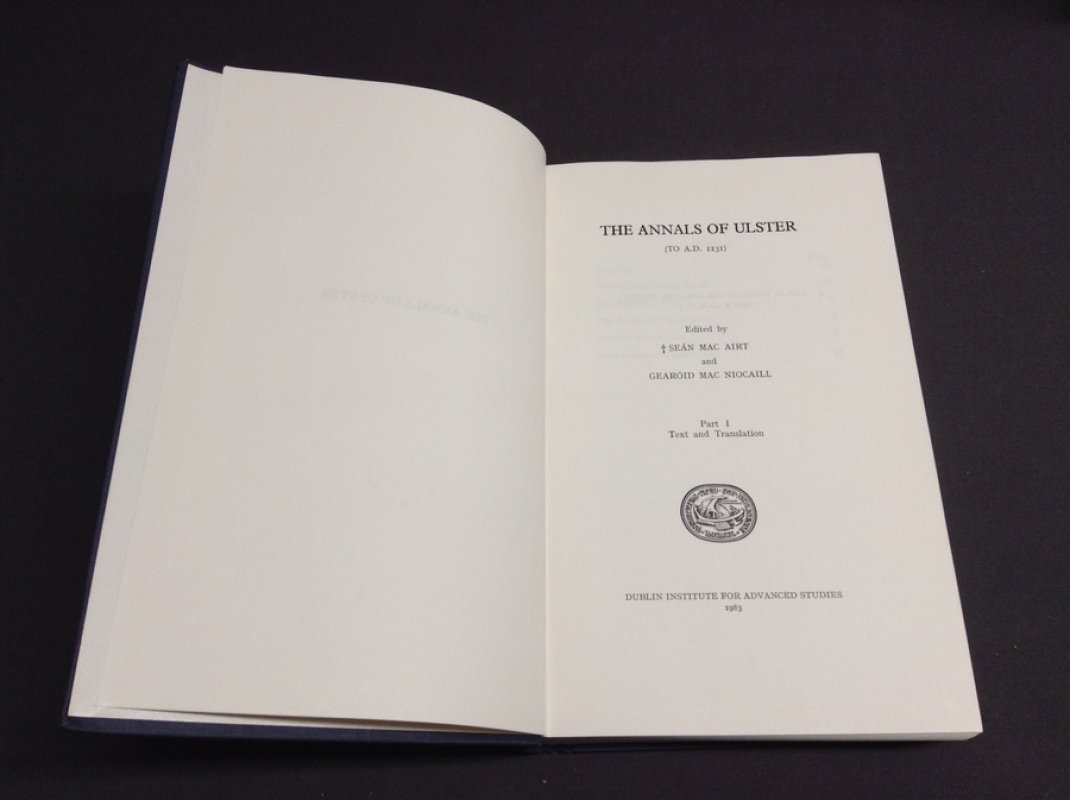 THE ANNALS OF ULSTER
(TO A.D. 1131)
Edited by
†SEÁN MAC AIRT
and
GEARÓID MAC NIOCAILL
Part I
Text and Translation
DUBLIN INSTITUTE FOR ADVANCED STUDIES
1983